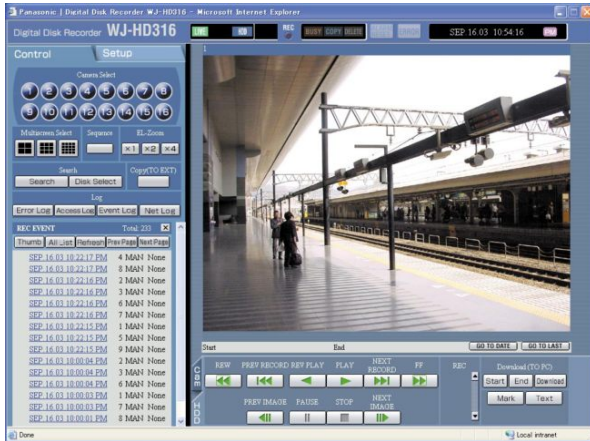 Panasonic | Digital Disk Recorder WJ-HD316 - Microsoft Internet Explorer
Digital Disk Recorder WJ-HD316
LIVE HDD REC BUSY COPY DELETE SEP 16.03 10:54:16 PM
Control Setup
Camera Select
1 2 3 4 5 6 7 8
9 10 11 12 13 14 15 16
Multiscreen Select Sequence EL-Zoom
×1 ×2 ×4
Search Copy(TO EXT)
Search Disk Select
Log
Error Log Access Log Event Log Net Log
REC EVENT Total: 233
Thumb All List Refresh Prev Page Next Page
SEP 16.03 10:22:17 PM 4 MAN None
SEP 16.03 10:22:17 PM 8 MAN None
SEP 16.03 10:22:16 PM 2 MAN None
SEP 16.03 10:22:16 PM 3 MAN None
SEP 16.03 10:22:16 PM 6 MAN None
SEP 16.03 10:22:16 PM 7 MAN None
SEP 16.03 10:22:15 PM 1 MAN None
SEP 16.03 10:22:15 PM 5 MAN None
SEP 16.03 10:22:15 PM 9 MAN None
SEP 16.03 10:00:04 PM 2 MAN None
SEP 16.03 10:00:04 PM 3 MAN None
SEP 16.03 10:00:04 PM 6 MAN None
SEP 16.03 10:00:03 PM 1 MAN None
SEP 16.03 10:00:03 PM 7 MAN None
SEP 16.03 10:00:03 PM 8 MAN None
1
Start End GO TO DATE GO TO LAST
Cam
REW PREV RECORD REV PLAY PLAY NEXT RECORD FF
HDD
PREV IMAGE PAUSE STOP NEXT IMAGE
REC
Download (TO PC)
Start End Download
Mark Text
Done Local intranet